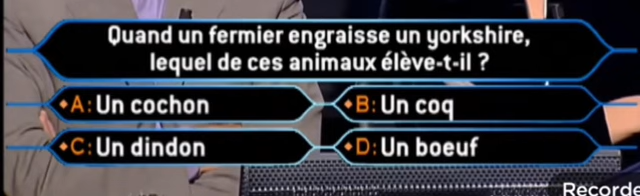 Quand un fermier engraisse un yorkshire,
lequel de ces animaux élève-t-il ?
A: Un cochon
B: Un coq
C: Un dindon
D: Un boeuf
Recorde